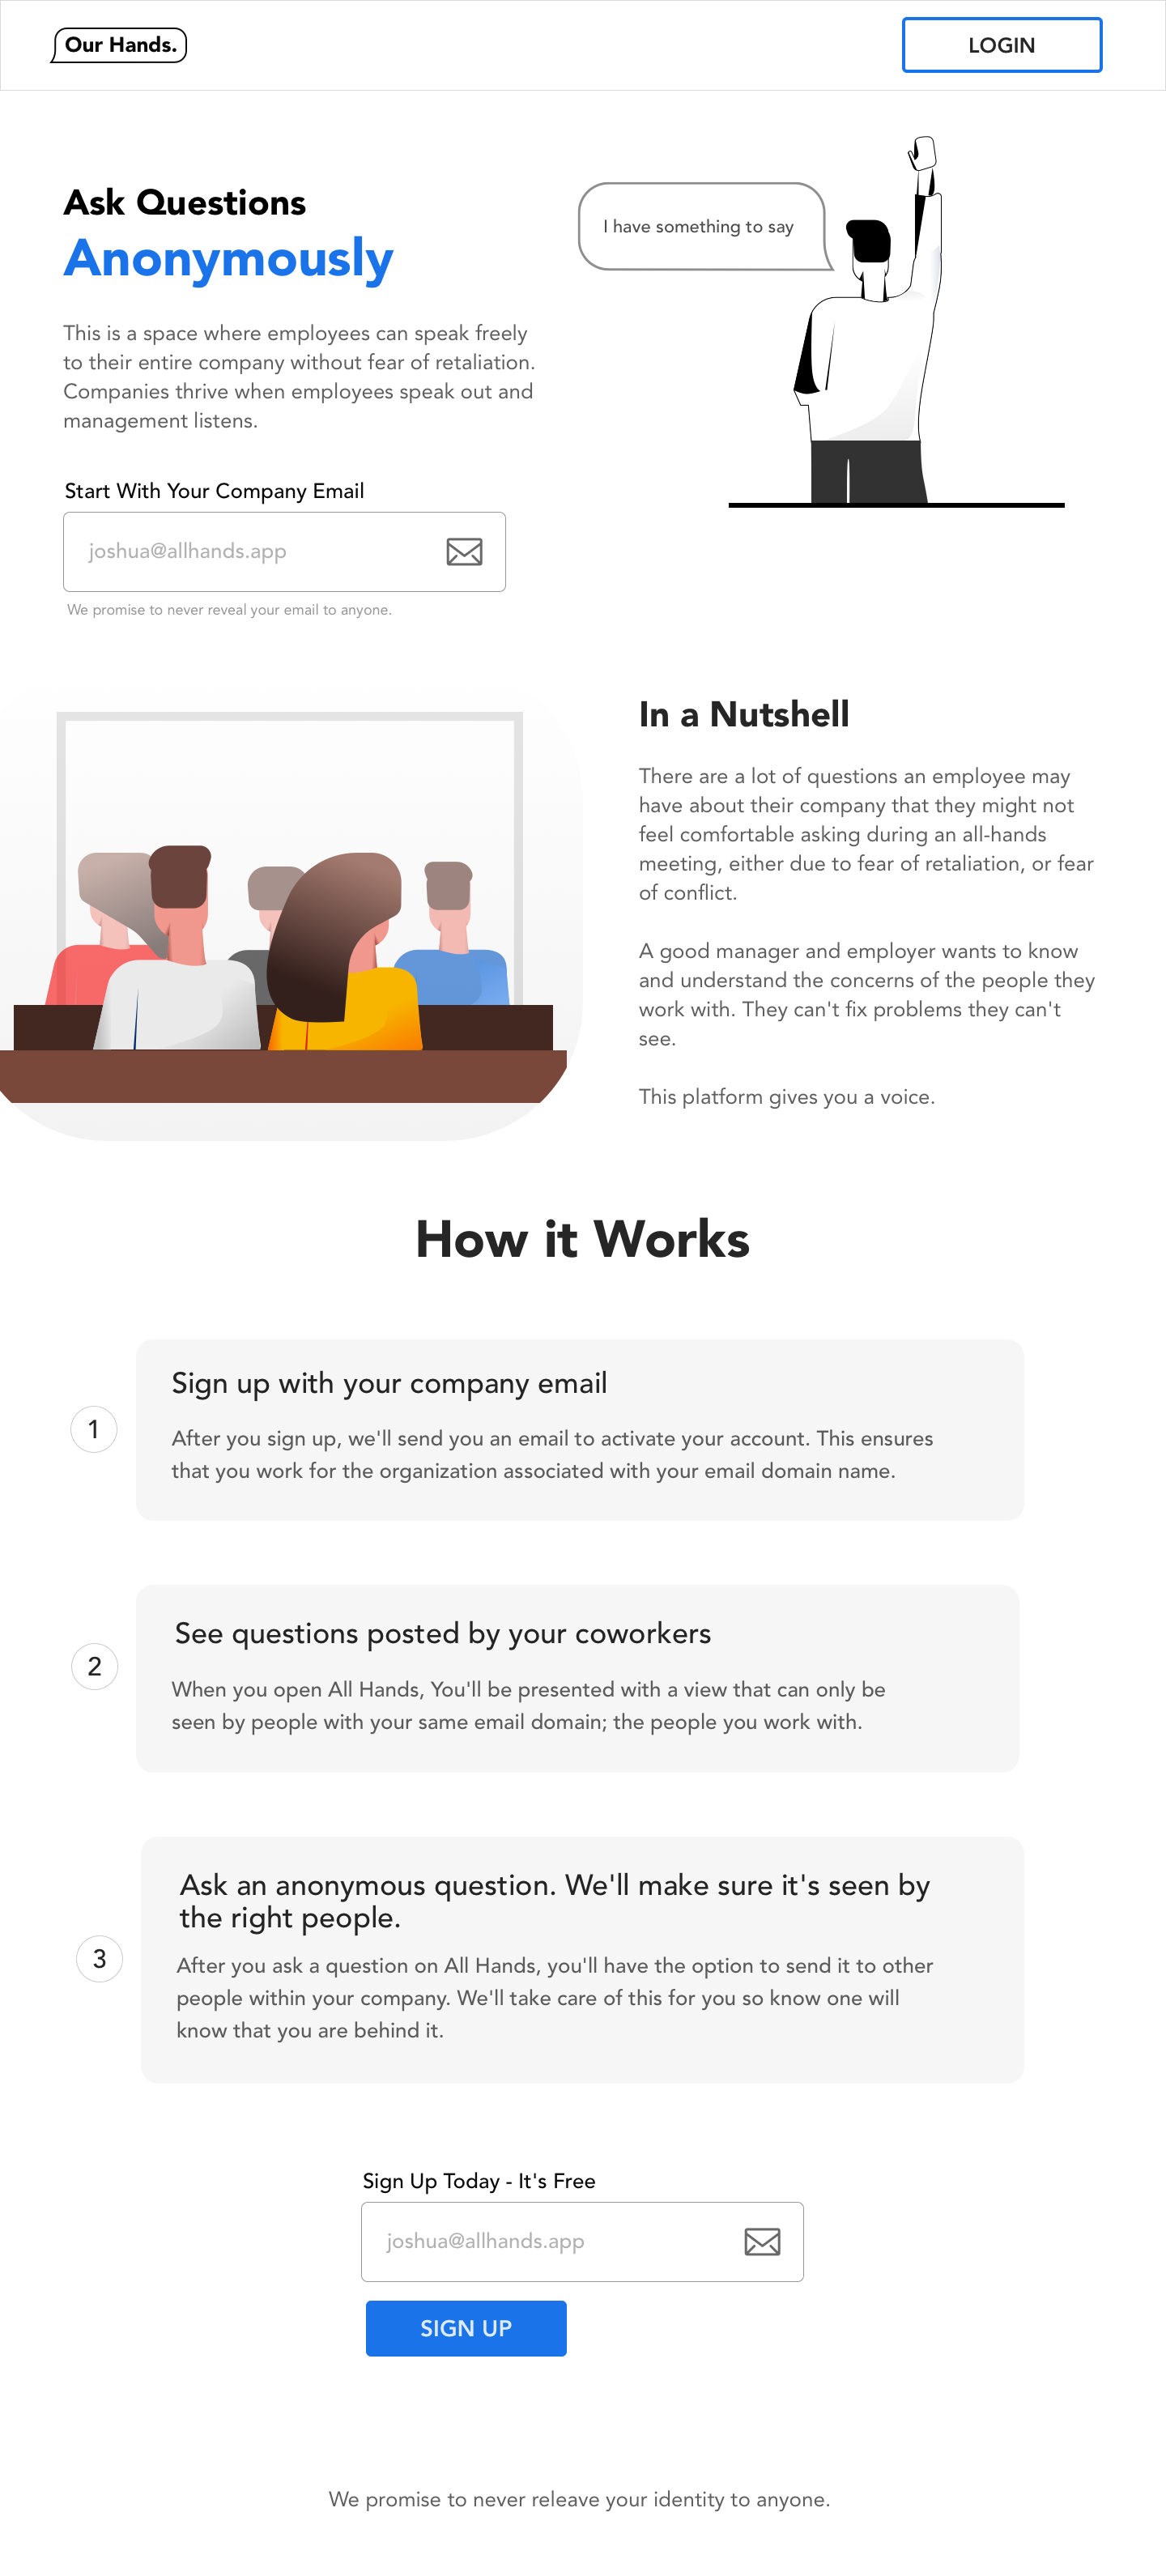 Our Hands.
LOGIN
Ask Questions
Anonymously
I have something to say
This is a space where employees can speak freely
to their entire company without fear of retaliation.
Companies thrive when employees speak out and
management listens.
Start With Your Company Email
joshua@allhands.app
We promise to never reveal your email to anyone.
In a Nutshell
There are a lot of questions an employee may
have about their company that they might not
feel comfortable asking during an all-hands
meeting, either due to fear of retaliation, or fear
of conflict.
A good manager and employer wants to know
and understand the concerns of the people they
work with. They can't fix problems they can't
see.
This platform gives you a voice.
How it Works
1
Sign up with your company email
After you sign up, we'll send you an email to activate your account. This ensures
that you work for the organization associated with your email domain name.
2
See questions posted by your coworkers
When you open All Hands, You'll be presented with a view that can only be
seen by people with your same email domain; the people you work with.
3
Ask an anonymous question. We'll make sure it's seen by
the right people.
After you ask a question on All Hands, you'll have the option to send it to other
people within your company. We'll take care of this for you so know one will
know that you are behind it.
Sign Up Today - It's Free
joshua@allhands.app
SIGN UP
We promise to never releave your identity to anyone.